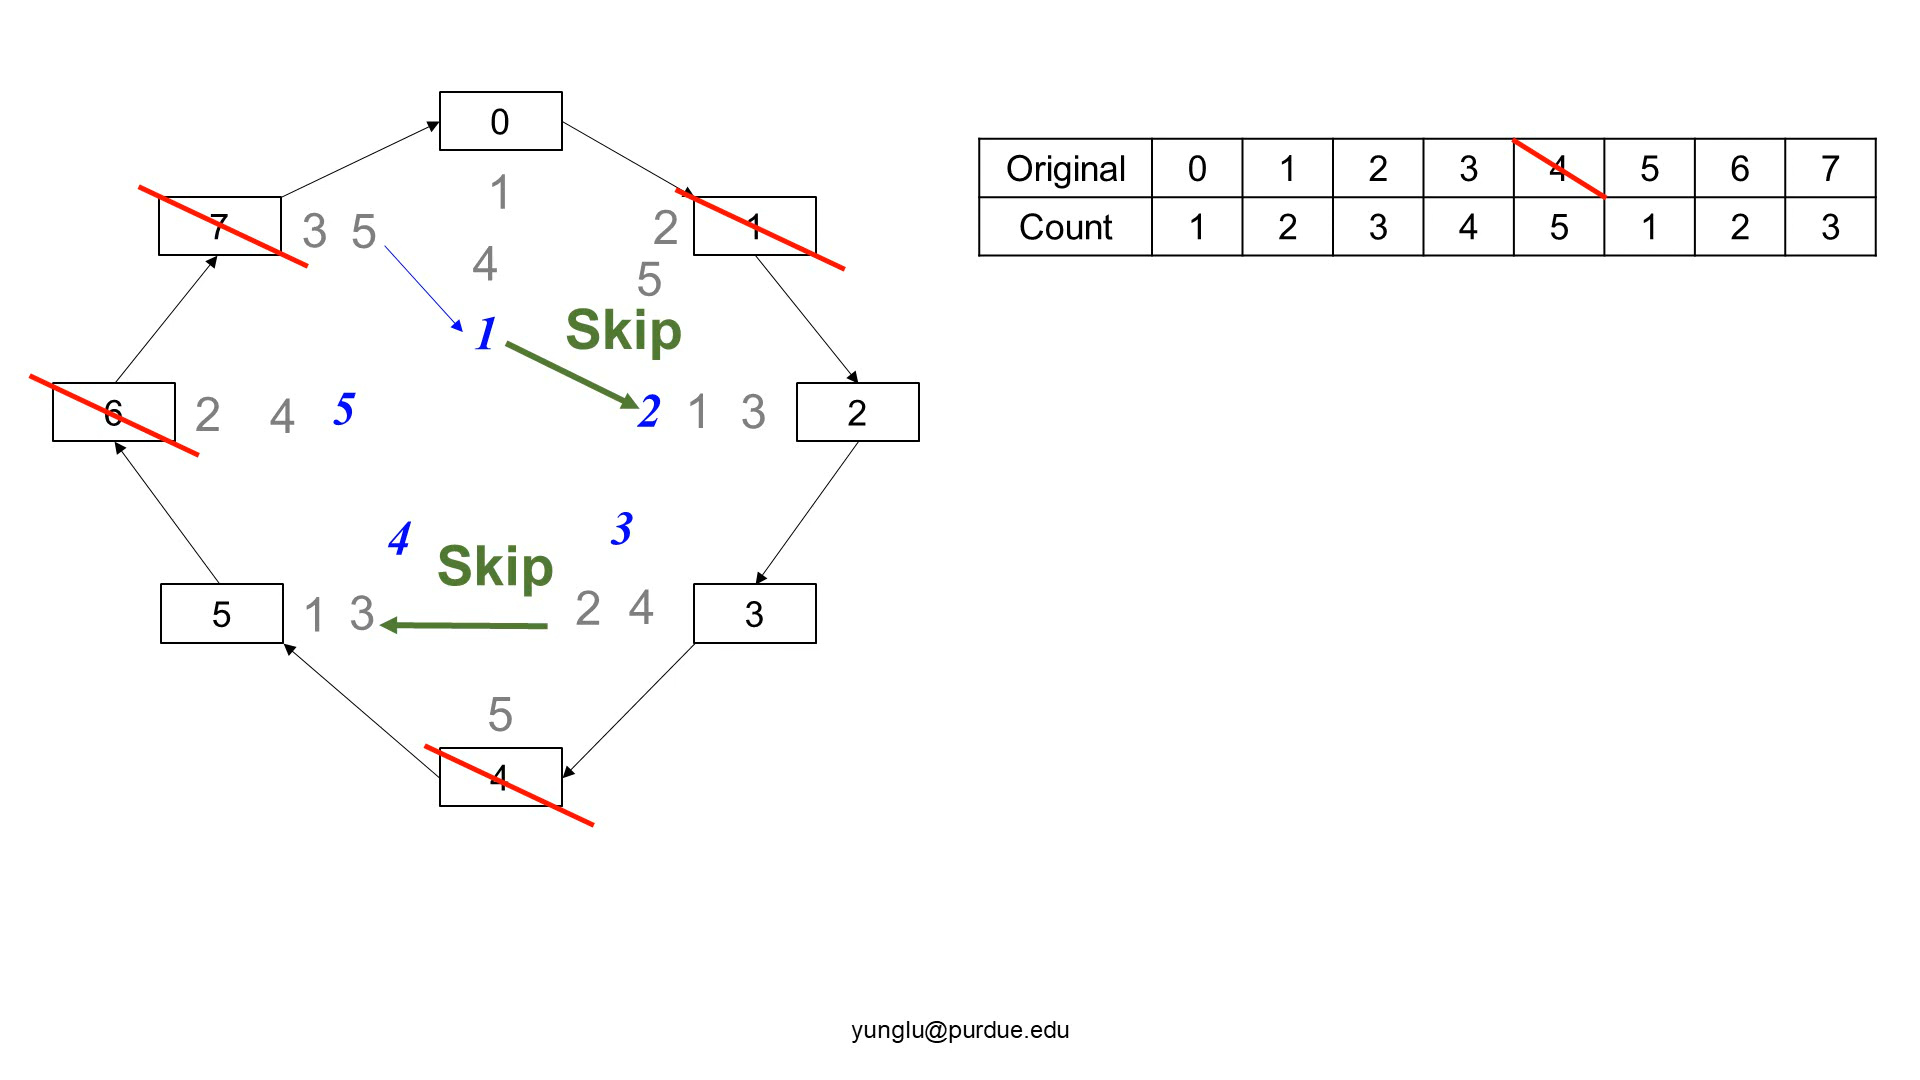 0
1
7 3 5
2 1
4
5
1
Skip
6 2 4 5
2 1 3 2
4
3
Skip
5 1 3
2 4 3
5
4
Original 0 1 2 3 4 5 6 7
Count 1 2 3 4 5 1 2 3
yunglu@purdue.edu